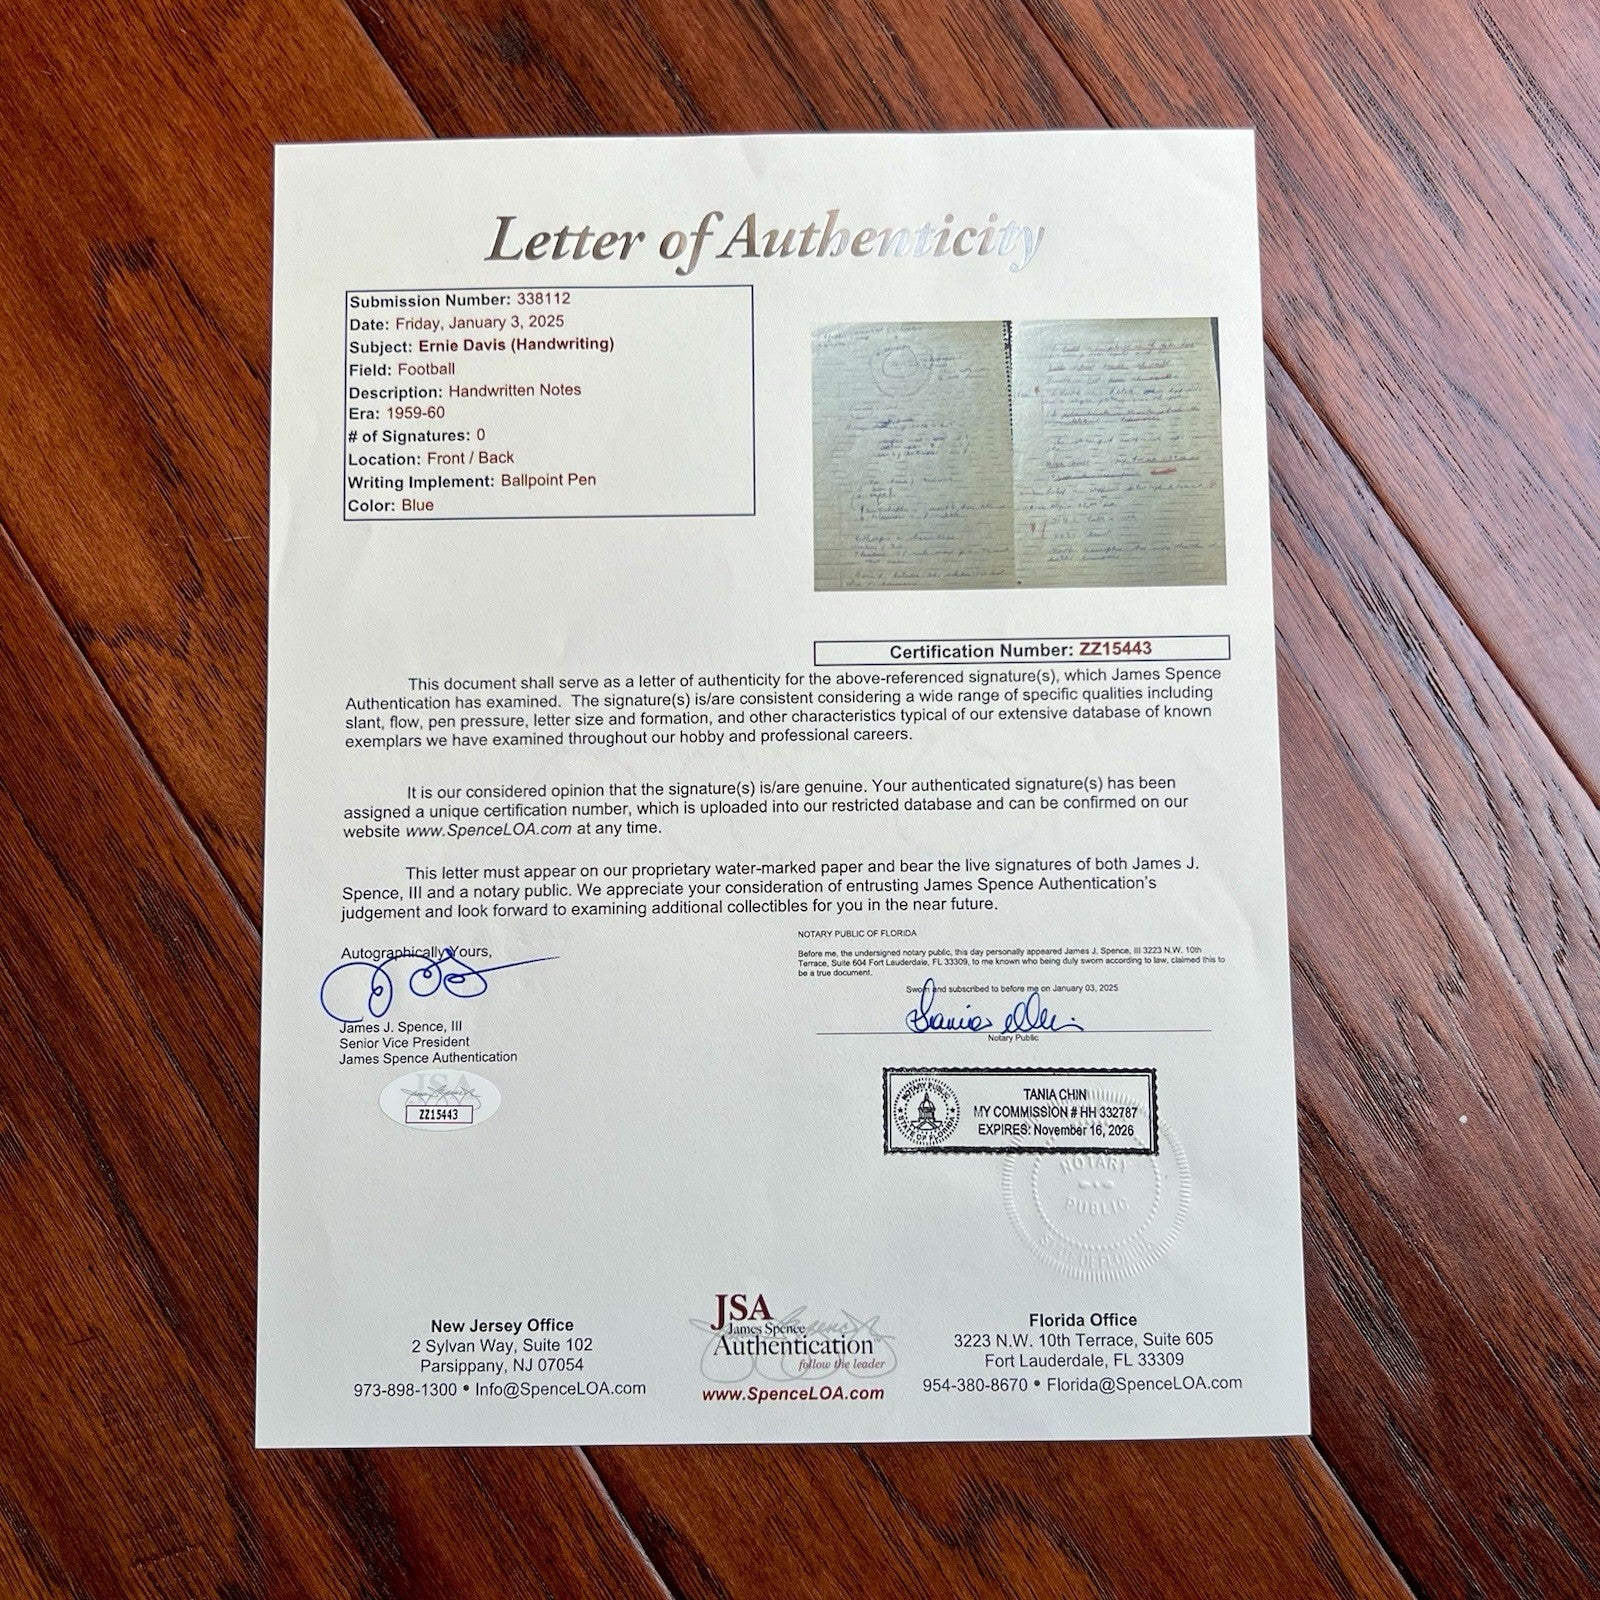 Letter of Authenticity
Submission Number: 338112
Date: Friday, January 3, 2025
Subject: Ernie Davis (Handwriting)
Field: Football
Description: Handwritten Notes
Era: 1959-60
# of Signatures: 0
Location: Front / Back
Writing Implement: Ballpoint Pen
Color: Blue
Certification Number: ZZ15443
This document shall serve as a letter of authenticity for the above-referenced signature(s), which James Spence
Authentication has examined. The signature(s) is/are consistent considering a wide range of specific qualities including
slant, flow, pen pressure, letter size and formation, and other characteristics typical of our extensive database of known
exemplars we have examined throughout our hobby and professional careers.
It is our considered opinion that the signature(s) is/are genuine. Your authenticated signature(s) has been
assigned a unique certification number, which is uploaded into our restricted database and can be confirmed on our
website www.SpenceLOA.com at any time.
This letter must appear on our proprietary water-marked paper and bear the live signatures of both James J.
Spence, III and a notary public. We appreciate your consideration of entrusting James Spence Authentication's
judgement and look forward to examining additional collectibles for you in the near future.
Autographically Yours,
James J. Spence, III
Senior Vice President
James Spence Authentication
JSA
ZZ15443
NOTARY PUBLIC OF FLORIDA
Before me, the undersigned notary public, this day personally appeared James J. Spence, III 3223 N.W. 10th
Terrace, Suite 604 Fort Lauderdale, FL 33309, to me known who being duly sworn according to law, claimed this to
be a true document.
Sworn and subscribed to before me on January 03, 2025
Notary Public
NOTARY PUBLIC
STATE OF FLORIDA
TANIA CHIN
MY COMMISSION # HH 332787
EXPIRES: November 16, 2026
NOTARY
PUBLIC
STATE OF FLORIDA
New Jersey Office
2 Sylvan Way, Suite 102
Parsippany, NJ 07054
973-898-1300 • Info@SpenceLOA.com
JSA
James Spence
Authentication
follow the leader
www.SpenceLOA.com
Florida Office
3223 N.W. 10th Terrace, Suite 605
Fort Lauderdale, FL 33309
954-380-8670 • Florida@SpenceLOA.com